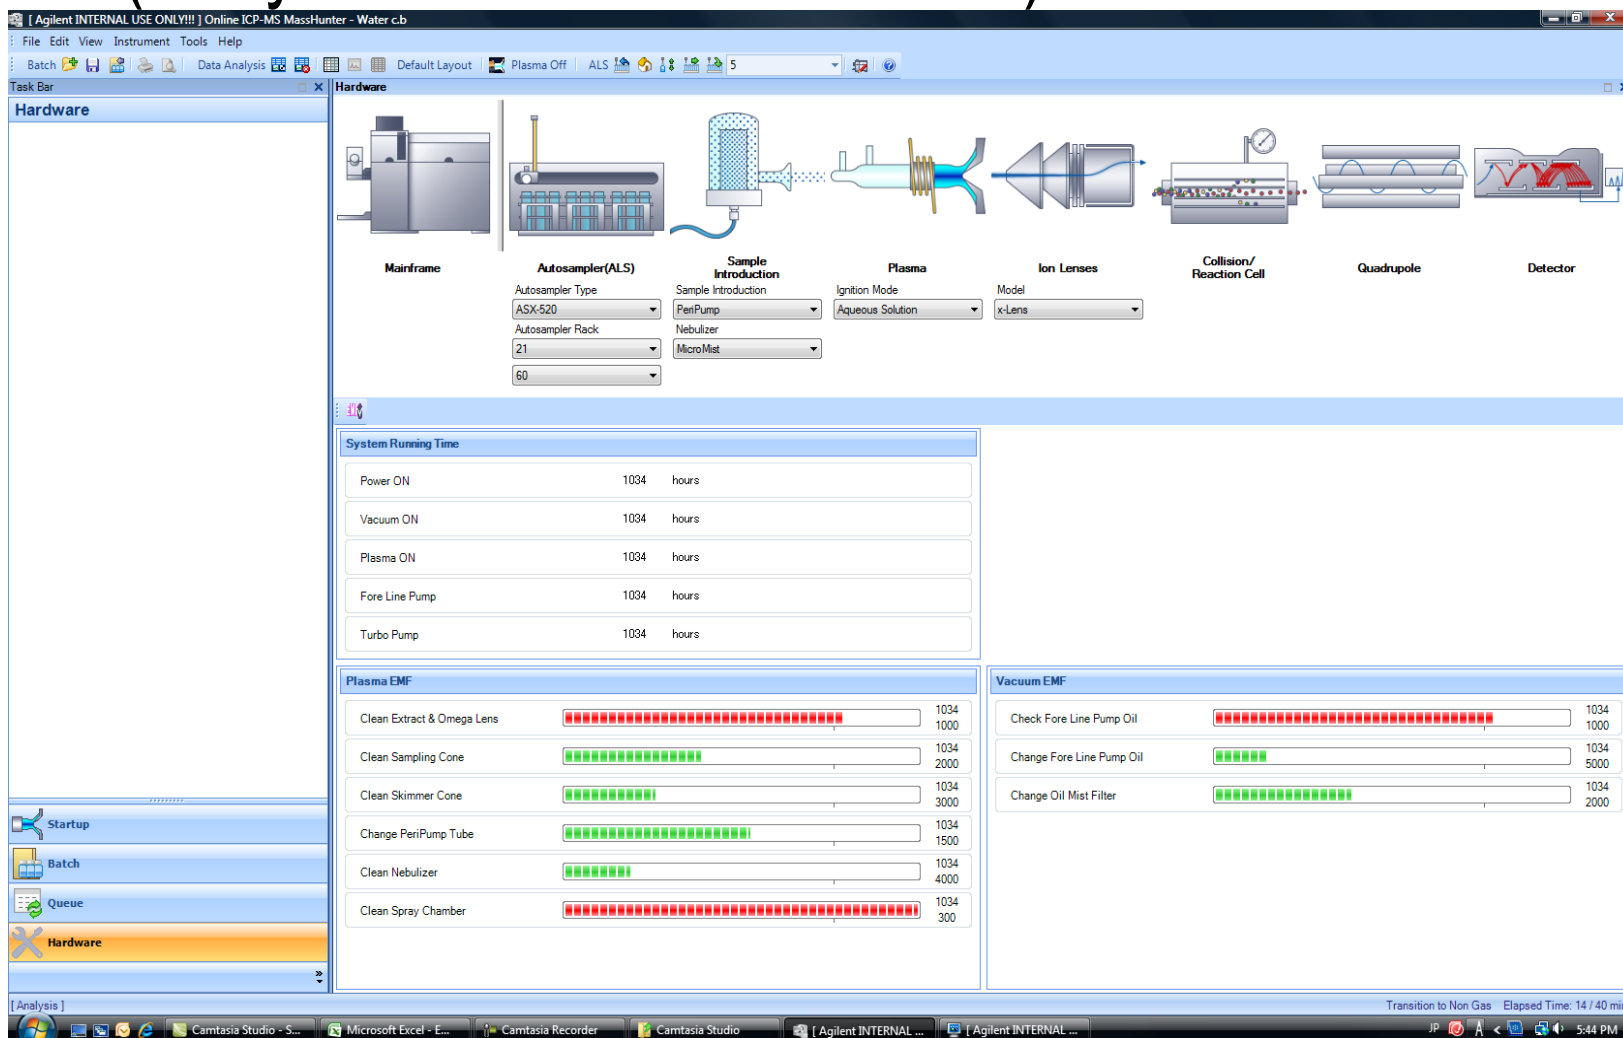 [ Agilent INTERNAL USE ONLY!!! ] Online ICP-MS MassHunter - Water c.b
File Edit View Instrument Tools Help
Batch Data Analysis Default Layout Plasma Off ALS 5
Task Bar
Hardware
Hardware
Mainframe
Autosampler(ALS)
Sample
Introduction
Plasma
Ion Lenses
Collision/
Reaction Cell
Quadrupole
Detector
Autosampler Type
ASX-520
Autosampler Rack
21
60
Sample Introduction
PeriPump
Nebulizer
MicroMist
Ignition Mode
Aqueous Solution
Model
x-Lens
System Running Time
Power ON 1034 hours
Vacuum ON 1034 hours
Plasma ON 1034 hours
Fore Line Pump 1034 hours
Turbo Pump 1034 hours
Plasma EMF
Clean Extract & Omega Lens 1034
1000
Clean Sampling Cone 1034
2000
Clean Skimmer Cone 1034
3000
Change PeriPump Tube 1034
1500
Clean Nebulizer 1034
4000
Clean Spray Chamber 1034
300
Vacuum EMF
Check Fore Line Pump Oil 1034
1000
Change Fore Line Pump Oil 1034
5000
Change Oil Mist Filter 1034
2000
Startup
Batch
Queue
Hardware
[ Analysis ]
Transition to Non Gas Elapsed Time: 14 / 40 mi
Camtasia Studio - S...
Microsoft Excel - E...
Camtasia Recorder
Camtasia Studio
[ Agilent INTERNAL ...
[ Agilent INTERNAL ...
JP
5:44 PM